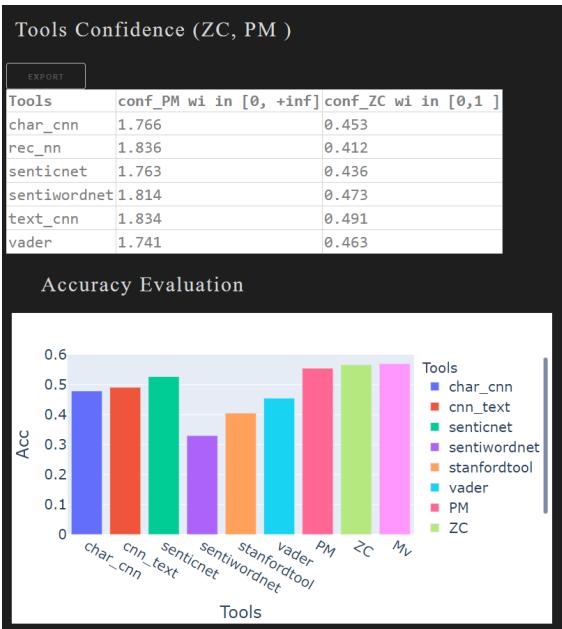 Tools Confidence (ZC, PM )
EXPORT
Tools conf_PM wi in [0, +inf] conf_ZC wi in [0,1 ]
char_cnn 1.766 0.453
rec_nn 1.836 0.412
senticnet 1.763 0.436
sentiwordnet 1.814 0.473
text_cnn 1.834 0.491
vader 1.741 0.463
Accuracy Evaluation
0.6
0.5
0.4
0.3
0.2
0.1
0
Acc
char_cnn
cnn_text
senticnet
sentiwordnet
stanfordtool
vader
PM
ZC
Mv
Tools
Tools
char_cnn
cnn_text
senticnet
sentiwordnet
stanfordtool
vader
PM
ZC